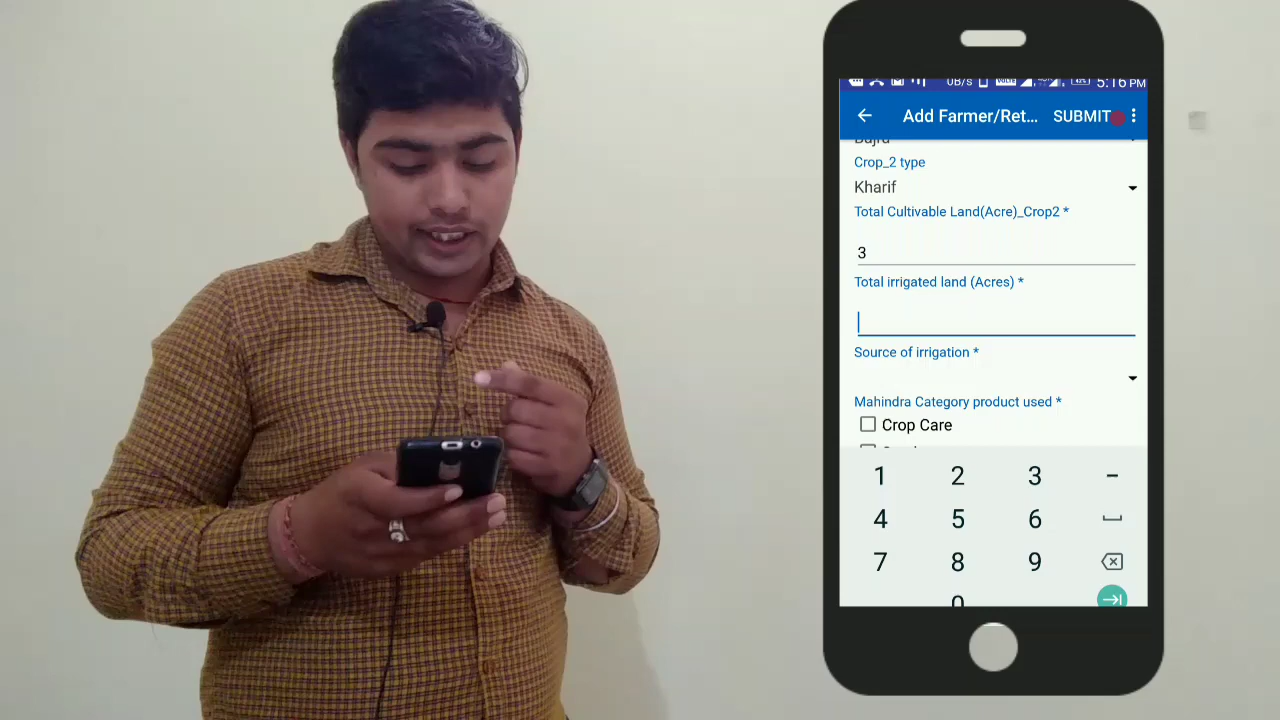 0B/s 5:16 PM
Add Farmer/Ret... SUBMIT
Crop_2 type
Kharif
Total Cultivable Land(Acre)_Crop2 *
3
Total irrigated land (Acres) *
Source of irrigation *
Mahindra Category product used *
Crop Care
1 2 3 -
4 5 6
7 8 9
0